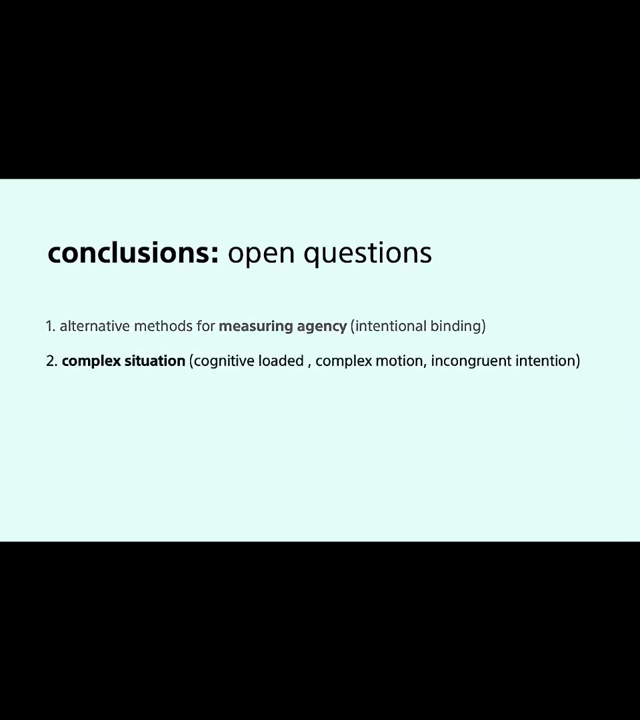 conclusions: open questions
1. alternative methods for measuring agency (intentional binding)
2. complex situation (cognitive loaded , complex motion, incongruent intention)